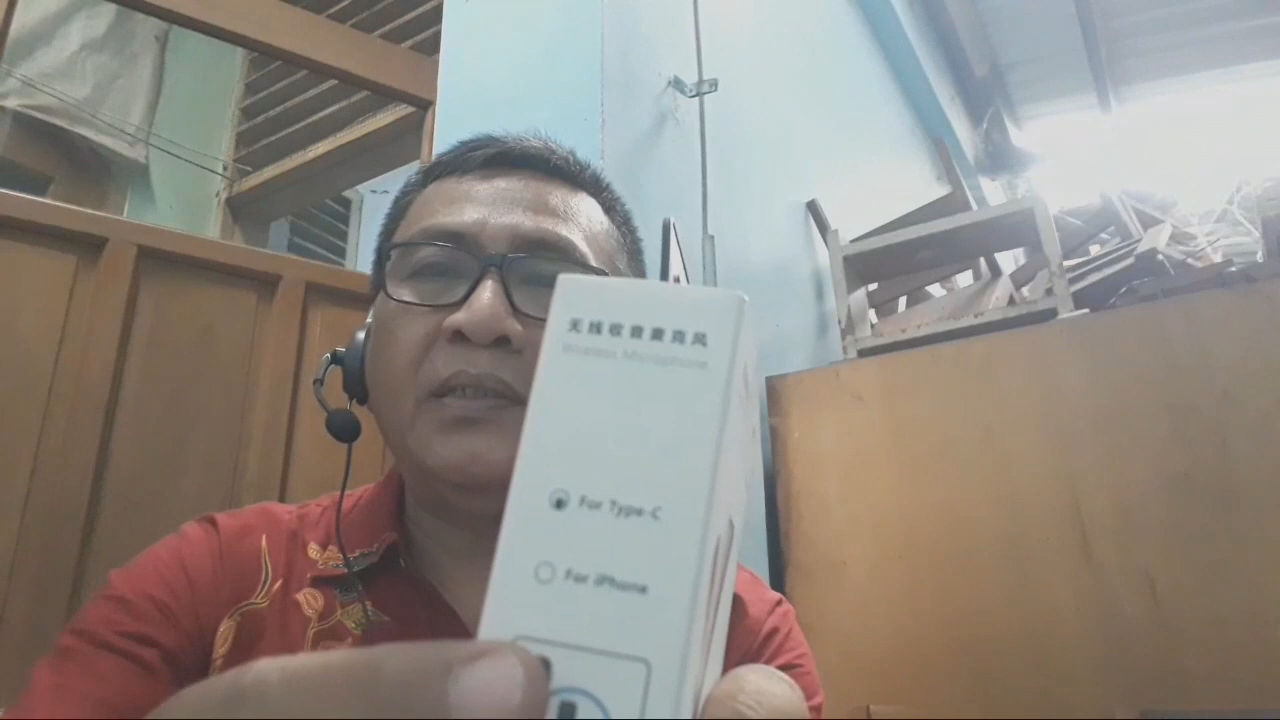 无线收音麦克风
Wireless Microphone
For Type-C
For iPhone